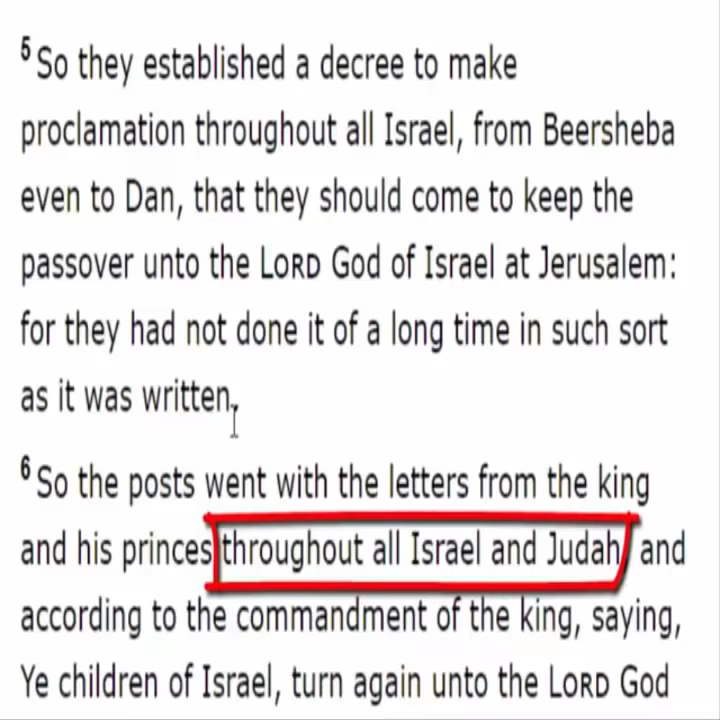 5 So they established a decree to make
proclamation throughout all Israel, from Beersheba
even to Dan, that they should come to keep the
passover unto the LORD God of Israel at Jerusalem:
for they had not done it of a long time in such sort
as it was written.
6 So the posts went with the letters from the king
and his princes throughout all Israel and Judah, and
according to the commandment of the king, saying,
Ye children of Israel, turn again unto the LORD God